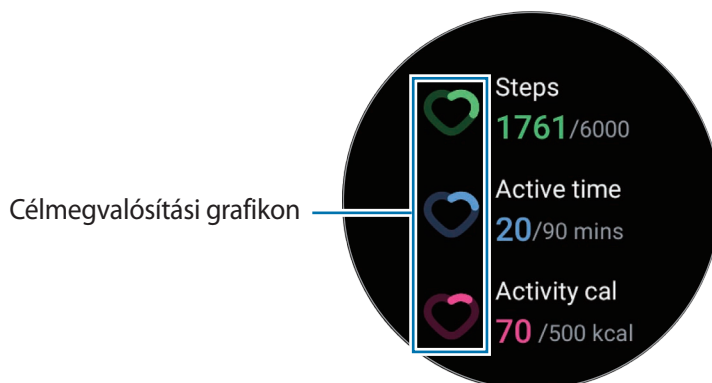 Steps
1761/6000
Active time
20/90 mins
Célmegvalósítási grafikon
Activity cal
70 /500 kcal